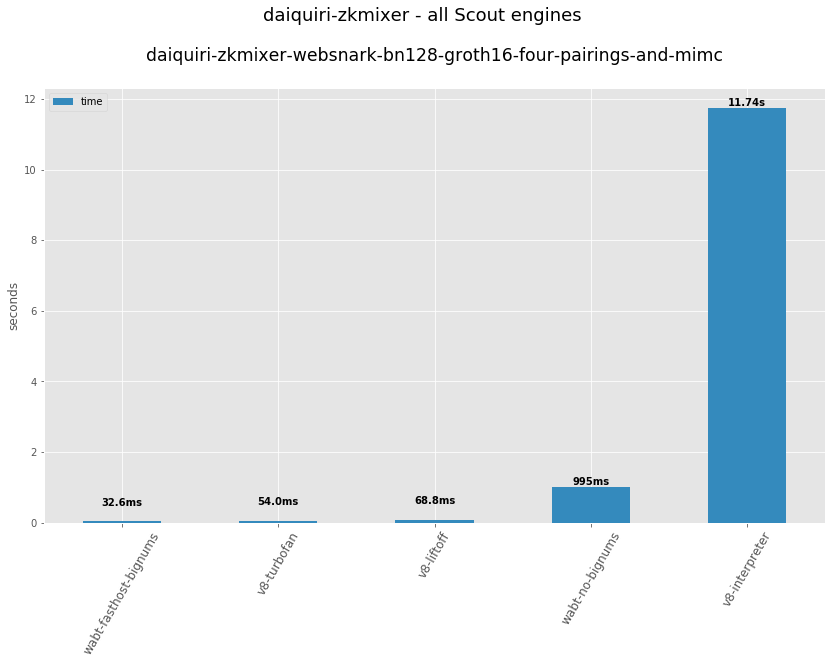 daiquiri-zkmixer - all Scout engines
daiquiri-zkmixer-websnark-bn128-groth16-four-pairings-and-mimc
time
12
10
8
6
4
2
0
seconds
32.6ms
54.0ms
68.8ms
995ms
11.74s
wabt-fasthost-bignums
v8-turbofan
v8-liftoff
wabt-no-bignums
v8-interpreter